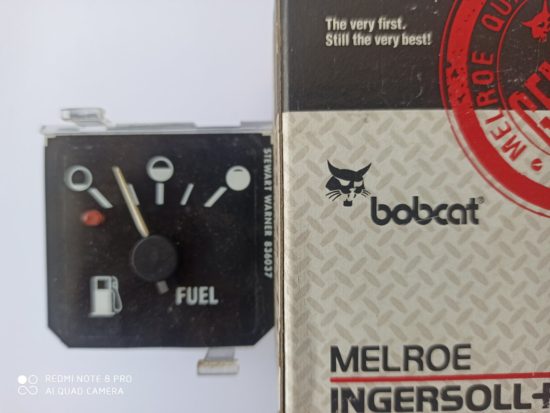 The very first.
Still the very best!
MELROE QU
bobcat®
MELROE
INGERSOLL
STEWART WARNER 836037
FUEL
REDMI NOTE 8 PRO
AI QUAD CAMERA